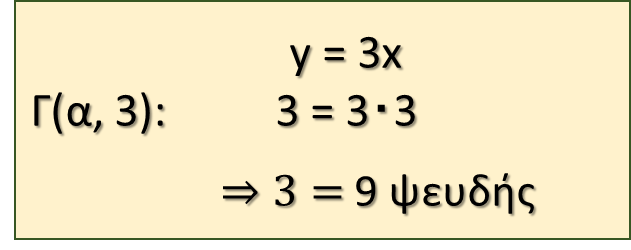 y = 3x
Γ(α, 3): 3 = 3·3
⇒ 3 = 9 ψευδής